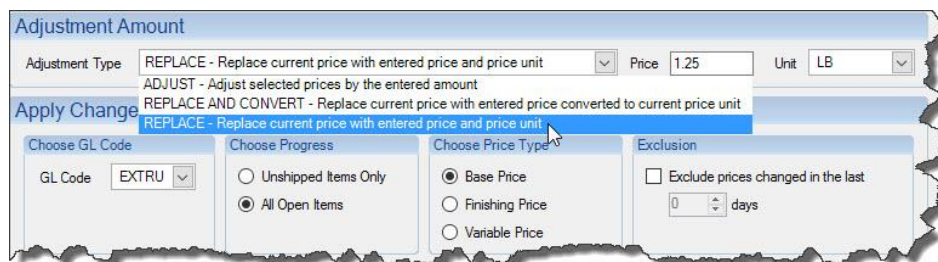 Adjustment Amount
Adjustment Type REPLACE - Replace current price with entered price and price unit Price 1.25 Unit LB
ADJUST - Adjust selected prices by the entered amount
REPLACE AND CONVERT - Replace current price with entered price converted to current price unit
REPLACE - Replace current price with entered price and price unit
Apply Change
Choose GL Code Choose Progress Choose Price Type Exclusion
GL Code EXTRU Unshipped Items Only Base Price Exclude prices changed in the last
All Open Items Finishing Price 0 days
Variable Price